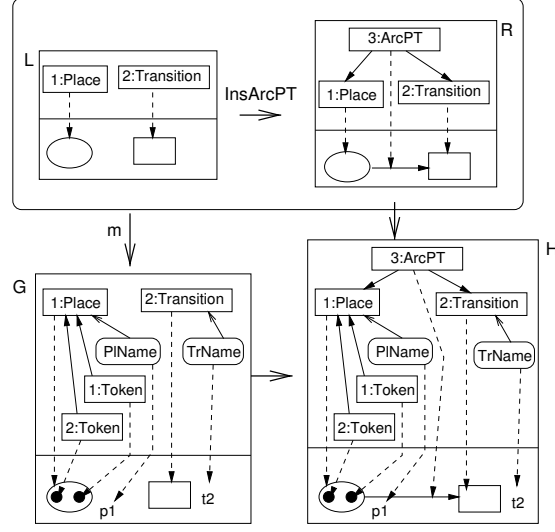 L
1:Place
2:Transition
InsArcPT
R
3:ArcPT
1:Place
2:Transition
m
G
1:Place
2:Transition
PlName
TrName
1:Token
2:Token
p1
t2
H
3:ArcPT
1:Place
2:Transition
PlName
TrName
1:Token
2:Token
p1
t2